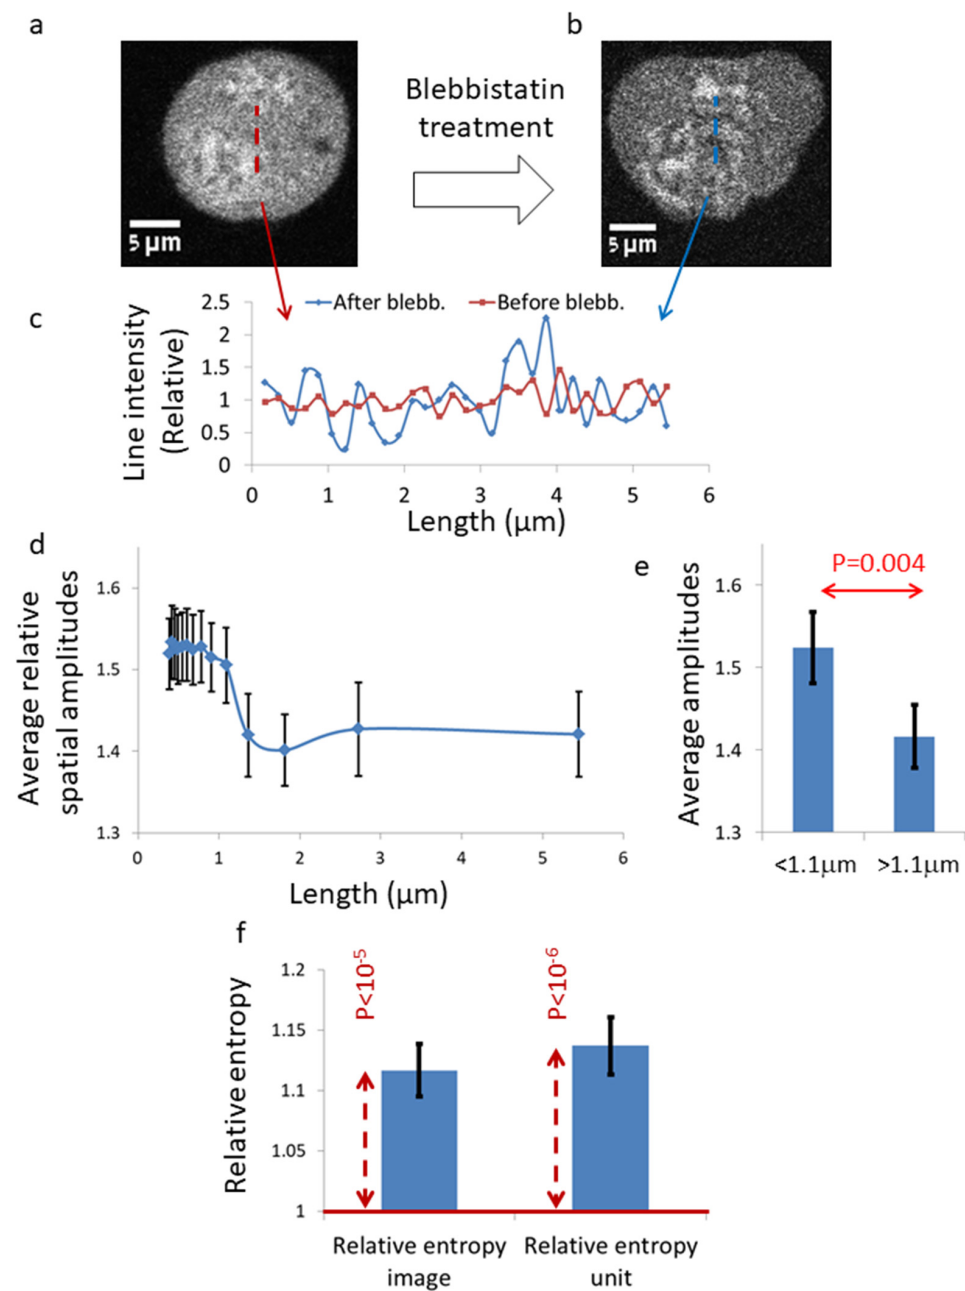 a
b
Blebbistatin
treatment
5 µm
5 µm
c
Line intensity
(Relative)
2.5
2
1.5
1
0.5
0
After blebb.
Before blebb.
0 1 2 3 4 5 6
Length (µm)
d
Average relative
spatial amplitudes
1.6
1.5
1.4
1.3
0 1 2 3 4 5 6
Length (µm)
e
P=0.004
Average amplitudes
1.6
1.5
1.4
1.3
<1.1µm >1.1µm
f
Relative entropy
1.2
1.15
1.1
1.05
1
P<10⁻⁵
P<10⁻⁶
Relative entropy
image
Relative entropy
unit